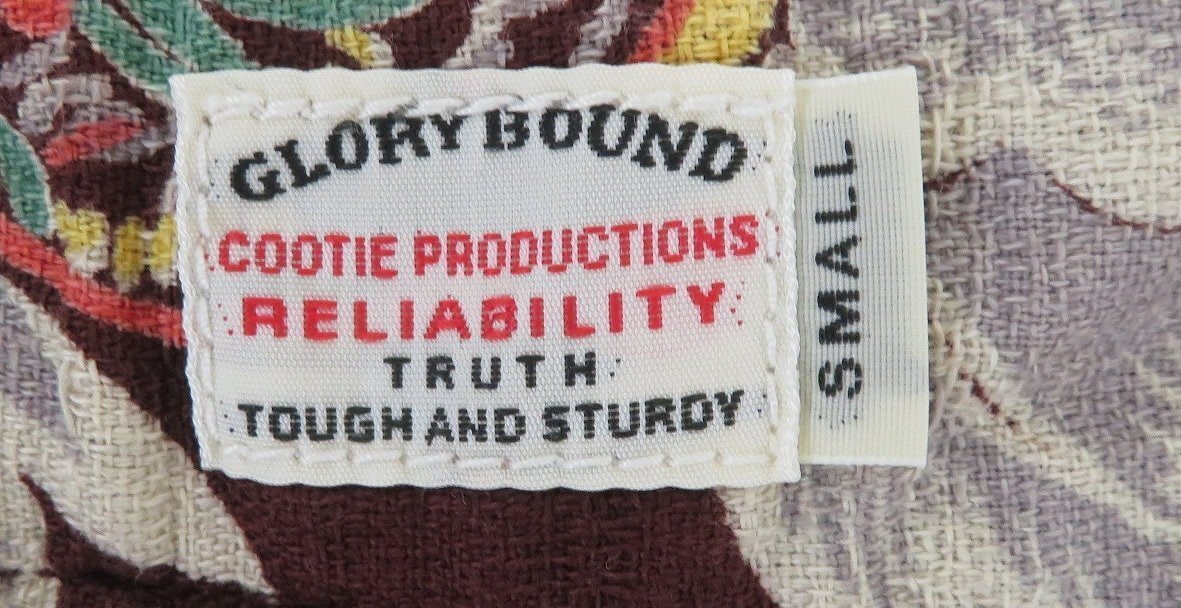 GLORY BOUND
COOTIE PRODUCTIONS
RELIABILITY
TRUTH
TOUGH AND STURDY
SMALL